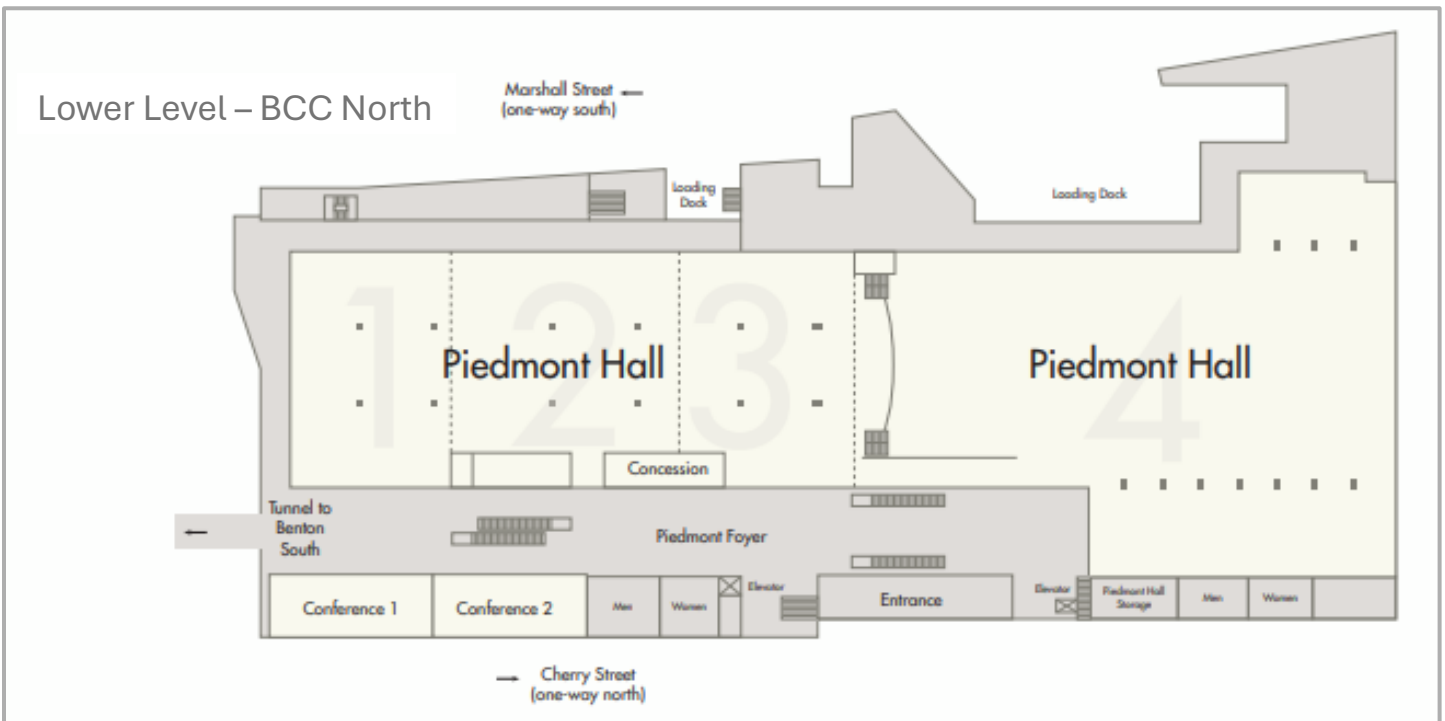 Lower Level – BCC North
Marshall Street
(one-way south)
Loading
Dock
Loading Dock
1
2
3
4
Piedmont Hall
Piedmont Hall
Concession
Tunnel to
Benton
South
Piedmont Foyer
Conference 1
Conference 2
Men
Women
Elevator
Entrance
Elevator
Piedmont Hall
Storage
Men
Women
Cherry Street
(one-way north)